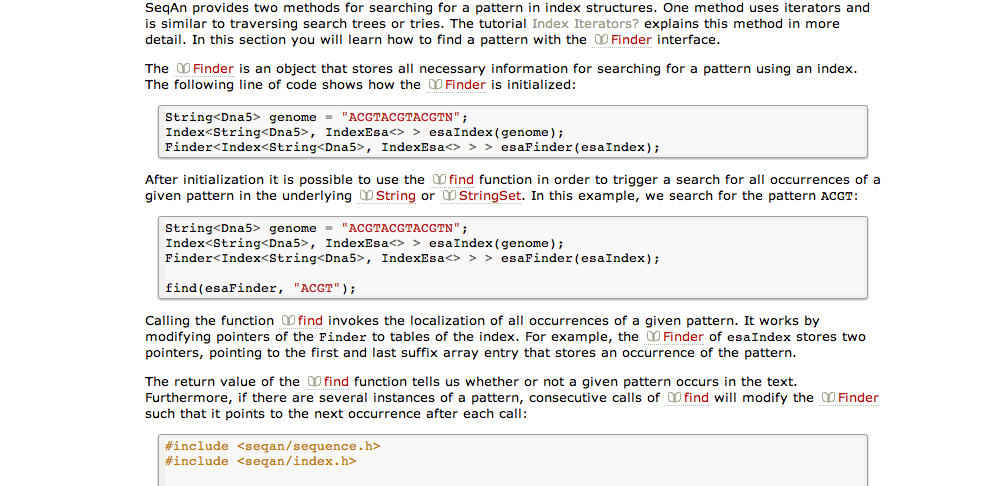 SeqAn provides two methods for searching for a pattern in index structures. One method uses iterators and
is similar to traversing search trees or tries. The tutorial Index Iterators? explains this method in more
detail. In this section you will learn how to find a pattern with the Finder interface.
The Finder is an object that stores all necessary information for searching for a pattern using an index.
The following line of code shows how the Finder is initialized:
String<Dna5> genome = "ACGTACGTACGTN";
Index<String<Dna5>, IndexEsa<> > esaIndex(genome);
Finder<Index<String<Dna5>, IndexEsa<> > > esaFinder(esaIndex);
After initialization it is possible to use the find function in order to trigger a search for all occurrences of a
given pattern in the underlying String or StringSet. In this example, we search for the pattern ACGT:
String<Dna5> genome = "ACGTACGTACGTN";
Index<String<Dna5>, IndexEsa<> > esaIndex(genome);
Finder<Index<String<Dna5>, IndexEsa<> > > esaFinder(esaIndex);
find(esaFinder, "ACGT");
Calling the function find invokes the localization of all occurrences of a given pattern. It works by
modifying pointers of the Finder to tables of the index. For example, the Finder of esaIndex stores two
pointers, pointing to the first and last suffix array entry that stores an occurrence of the pattern.
The return value of the find function tells us whether or not a given pattern occurs in the text.
Furthermore, if there are several instances of a pattern, consecutive calls of find will modify the Finder
such that it points to the next occurrence after each call:
#include <seqan/sequence.h>
#include <seqan/index.h>